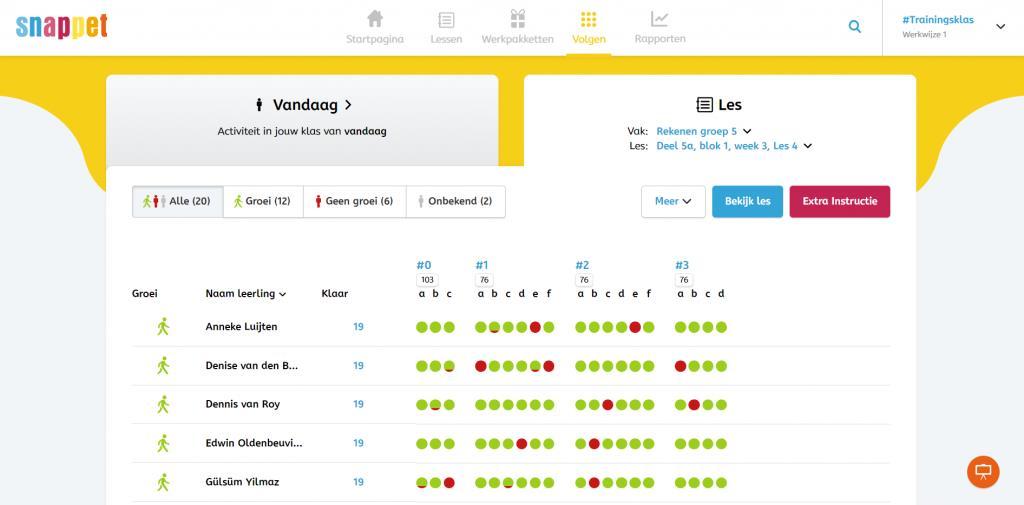 snappet
Startpagina
Lessen
Werkpakketten
Volgen
Rapporten
#Trainingsklas
Werkwijze 1
Vandaag
Activiteit in jouw klas van vandaag
Les
Vak: Rekenen groep 5
Les: Deel 5a, blok 1, week 3, Les 4
Alle (20)
Groei (12)
Geen groei (6)
Onbekend (2)
Meer
Bekijk les
Extra Instructie
#0 #1 #2 #3
103 76 76 76
Groei Naam leerling Klaar a b c a b c d e f a b c d e f a b c d
Anneke Luijten 19
Denise van den B... 19
Dennis van Roy 19
Edwin Oldenbeuvi... 19
Gülsüm Yilmaz 19